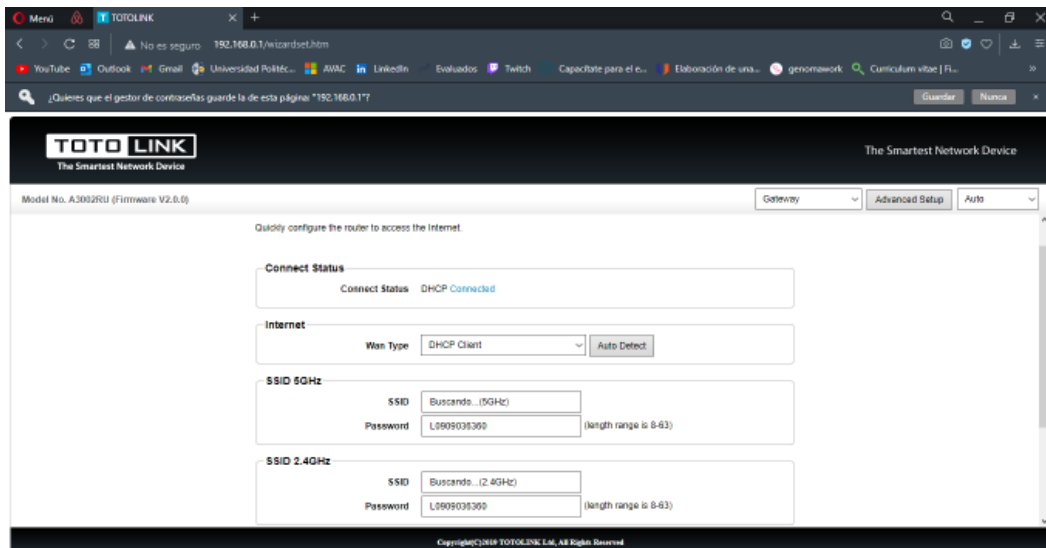 Menú TOTOLINK
No es seguro 192.168.0.1/wizardset.htm
YouTube Outlook Gmail Universidad Politéc... AVAC LinkedIn Evaluados Twitch Capacítate para el e... Elaboración de una... genomawork Curriculum vitae | Fi...
¿Quieres que el gestor de contraseñas guarde la de esta página: "192.168.0.1"? Guardar Nunca
TOTO LINK
The Smartest Network Device
The Smartest Network Device
Model No. A3002RU (Firmware V2.0.0) Gateway Advanced Setup Auto
Quickly configure the router to access the Internet.
Connect Status
Connect Status DHCP Connected
Internet
Wan Type DHCP Client Auto Detect
SSID 5GHz
SSID Buscando...(5GHz)
Password L0909036360 (length range is 8-63)
SSID 2.4GHz
SSID Buscando...(2.4GHz)
Password L0909036360 (length range is 8-63)
Copyright(C)2019 TOTOLINK Ltd, All Rights Reserved